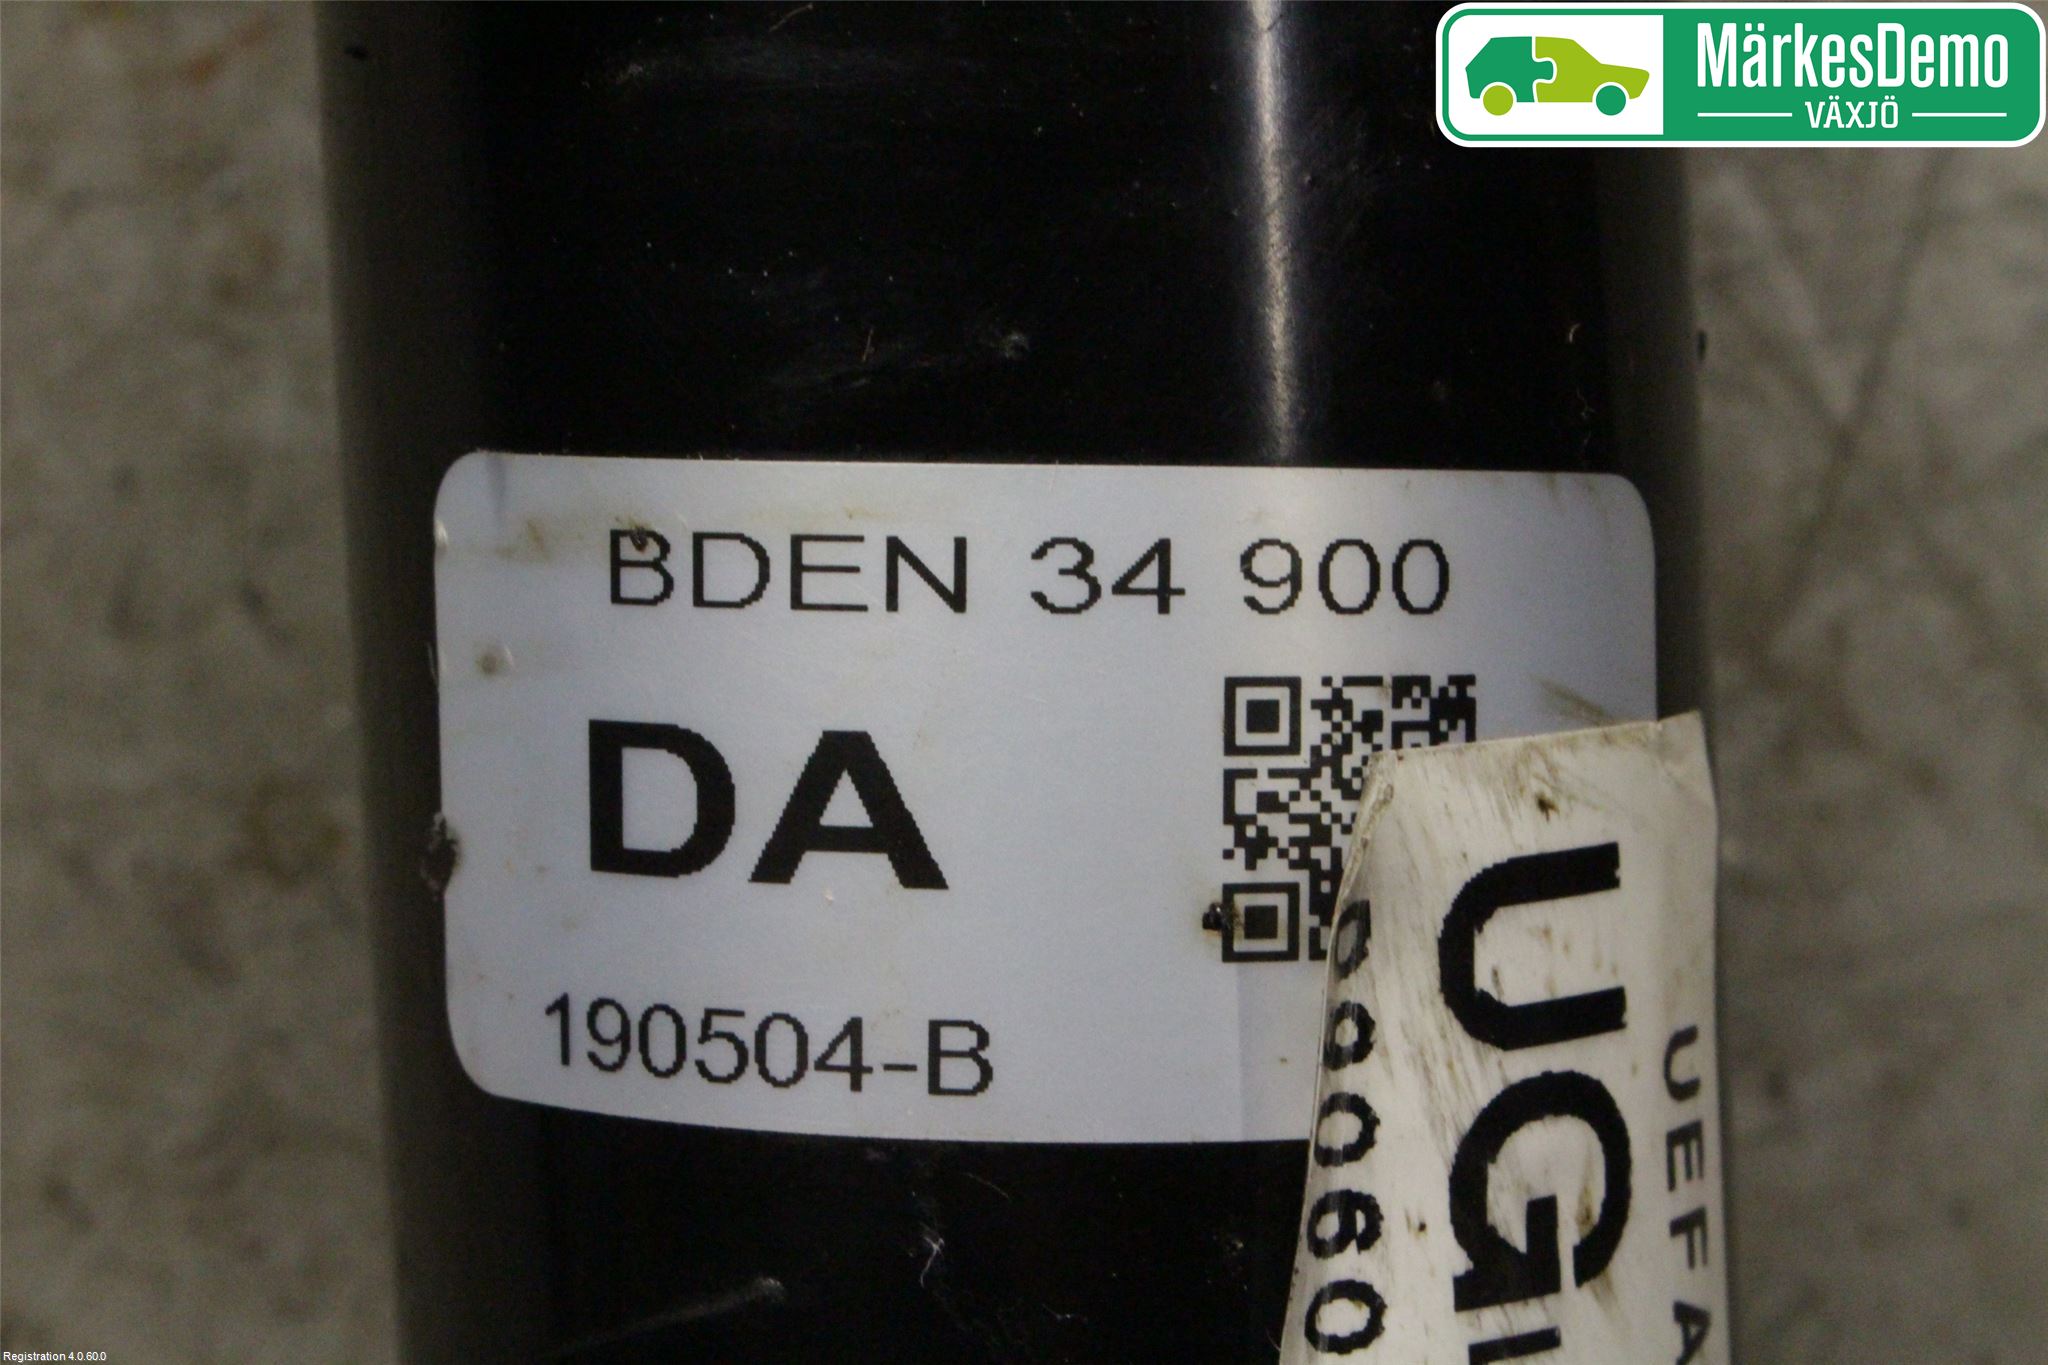 MärkesDemo
VÄXJÖ
BDEN 34 900
DA
190504-B
UEFA
Registration 4.0.60.0